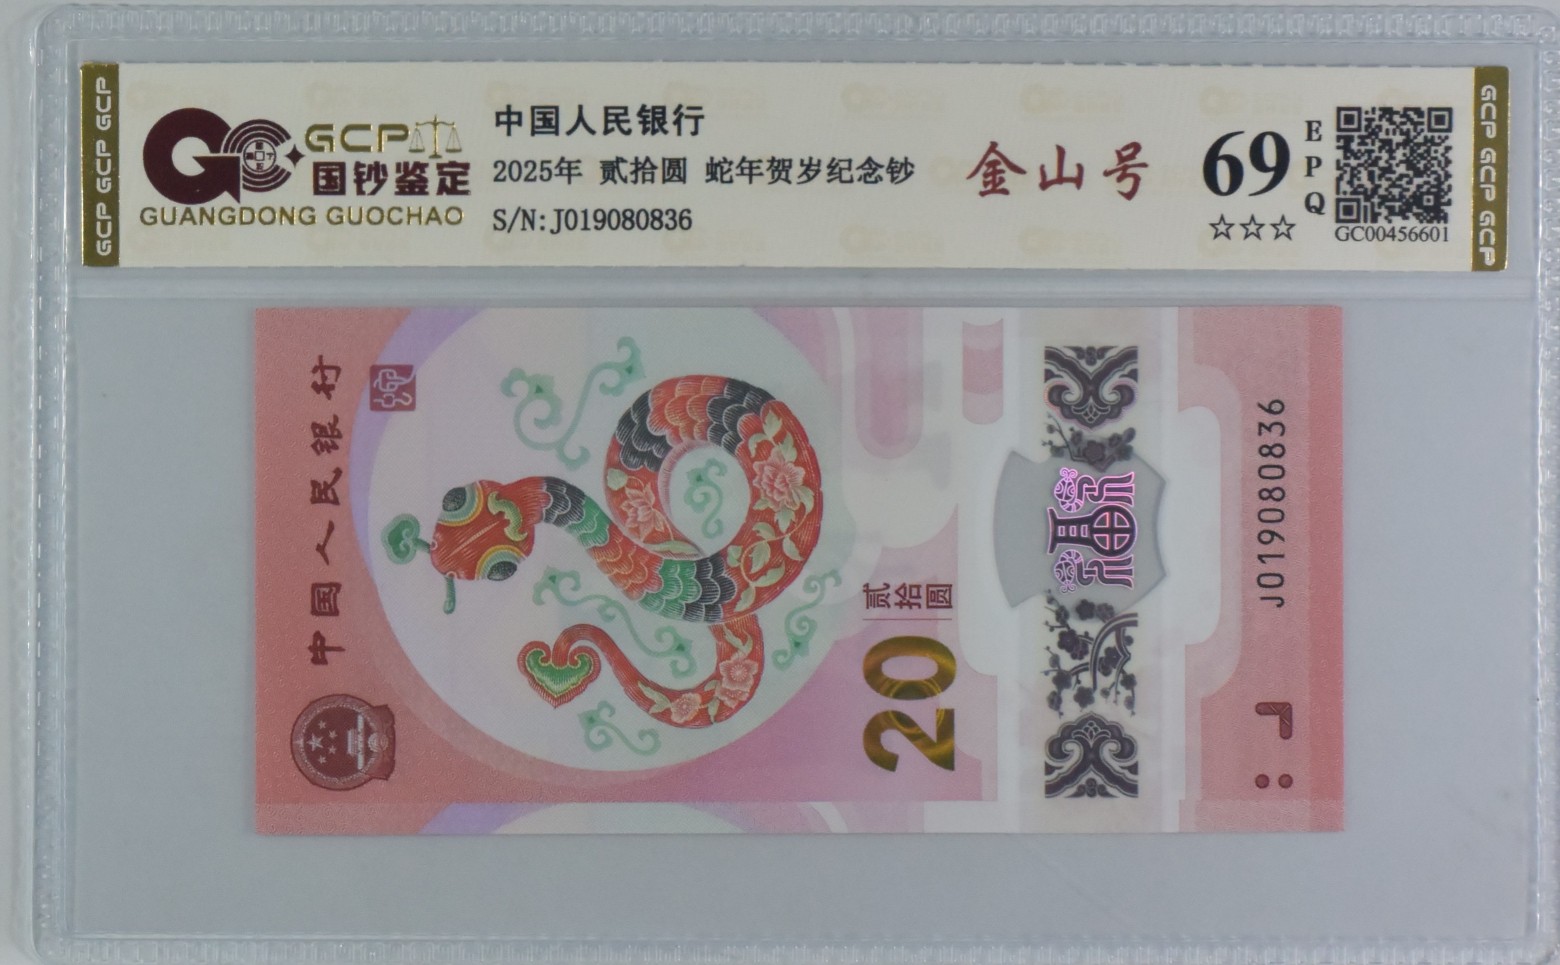 GCP GCP GCP
GCP
国钞鉴定
GUANGDONG GUOCHAO
中国人民银行
2025年 贰拾圆 蛇年贺岁纪念钞
S/N:J019080836
金山号
69
EPQ
☆☆☆
GC00456601
GCP GCP GCP
中国人民银行
贰拾圆
20
J019080836